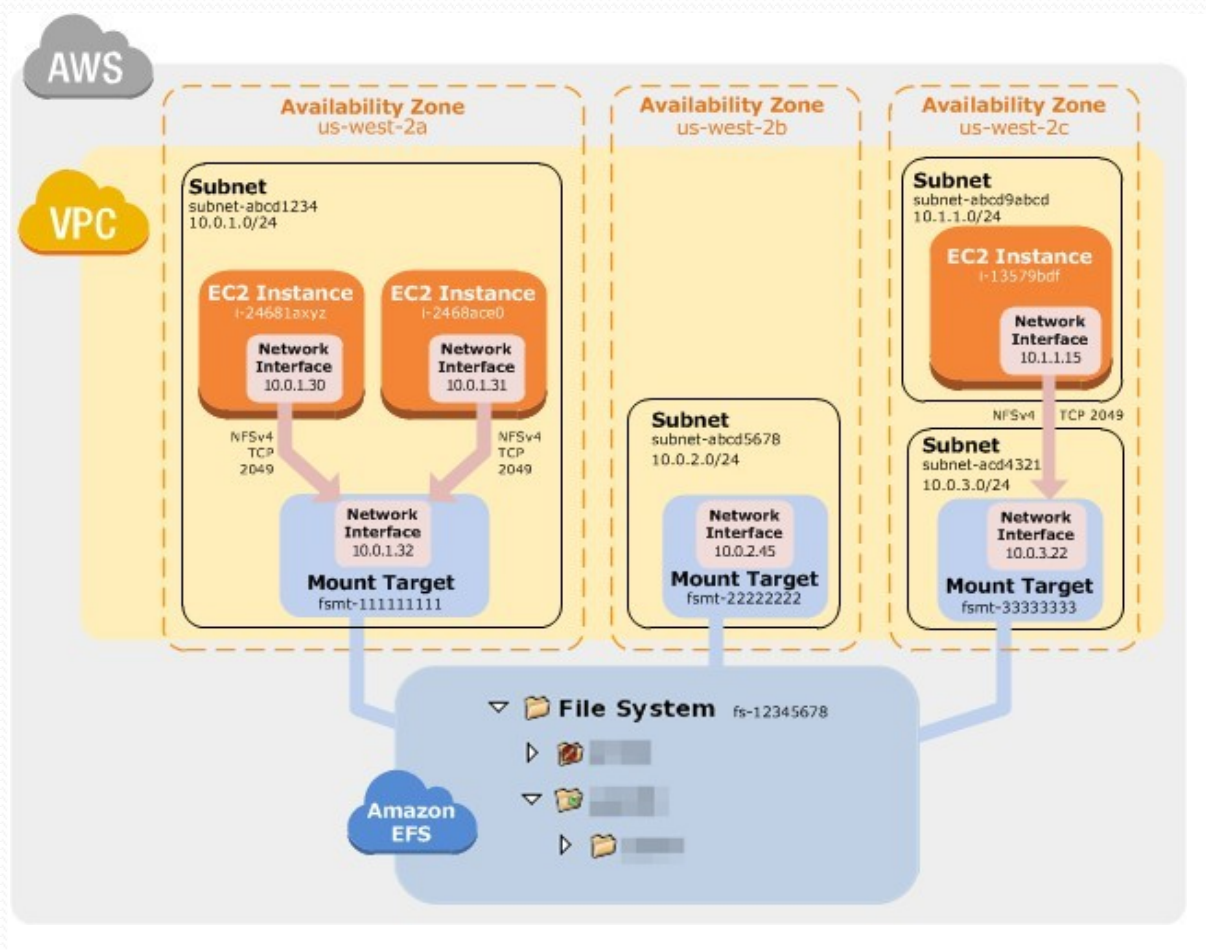 AWS
Availability Zone
us-west-2a
Availability Zone
us-west-2b
Availability Zone
us-west-2c
VPC
Subnet
subnet-abcd1234
10.0.1.0/24
EC2 Instance
i-24681axyz
Network
Interface
10.0.1.30
EC2 Instance
i-2468ace0
Network
Interface
10.0.1.31
NFSv4
TCP
2049
NFSv4
TCP
2049
Network
Interface
10.0.1.32
Mount Target
fsmt-111111111
Subnet
subnet-abcd5678
10.0.2.0/24
Network
Interface
10.0.2.45
Mount Target
fsmt-22222222
Subnet
subnet-abcd9abcd
10.1.1.0/24
EC2 Instance
i-13579bdf
Network
Interface
10.1.1.15
NFSv4 TCP 2049
Subnet
subnet-acd4321
10.0.3.0/24
Network
Interface
10.0.3.22
Mount Target
fsmt-33333333
File System fs-12345678
Amazon
EFS